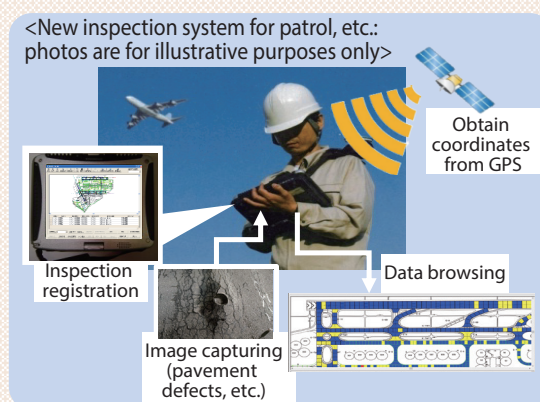 <New inspection system for patrol, etc.:
photos are for illustrative purposes only>
Obtain
coordinates
from GPS
Inspection
registration
Data browsing
Image capturing
(pavement
defects, etc.)